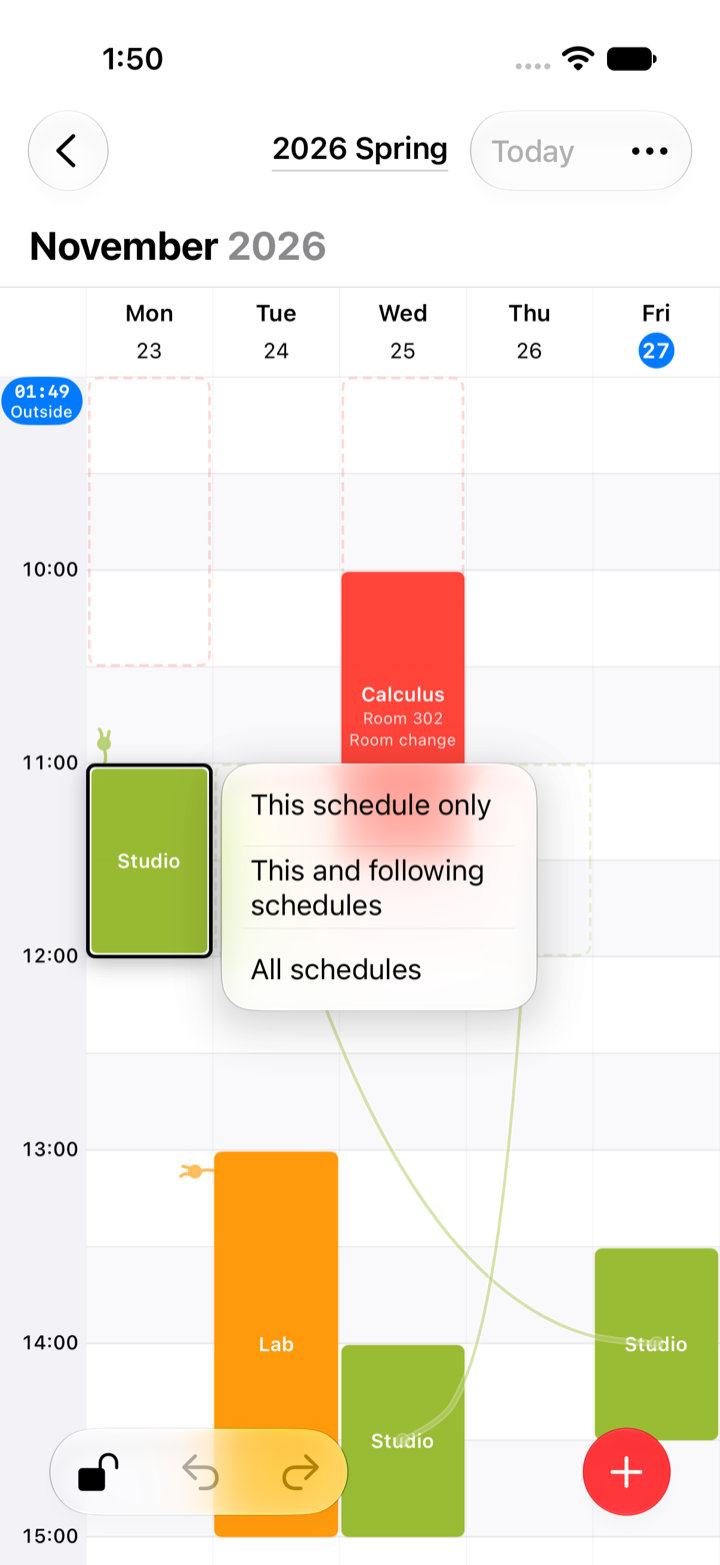 1:50
2026 Spring
Today
November 2026
Mon Tue Wed Thu Fri
23 24 25 26 27
01:49
Outside
10:00
Calculus
Room 302
Room change
11:00
This schedule only
Studio
This and following
schedules
12:00
All schedules
13:00
14:00
Lab
Studio
Studio
15:00